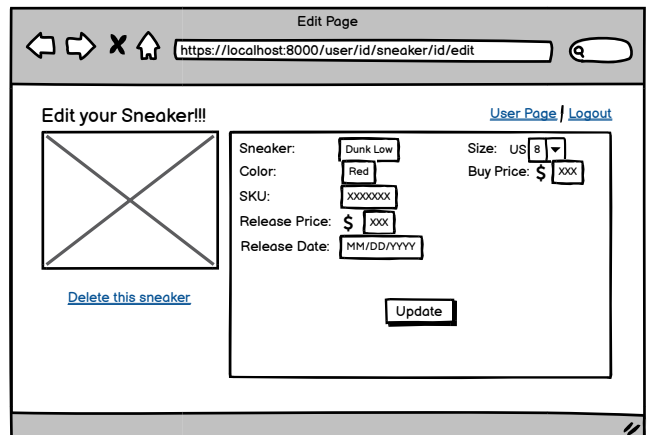 Edit Page
https://localhost:8000/user/id/sneaker/id/edit
Edit your Sneaker!!!
User Page | Logout
Sneaker: Dunk Low Size: US 8
Color: Red Buy Price: $ XXX
SKU: XXXXXXX
Release Price: $ XXX
Release Date: MM/DD/YYYY
Delete this sneaker
Update